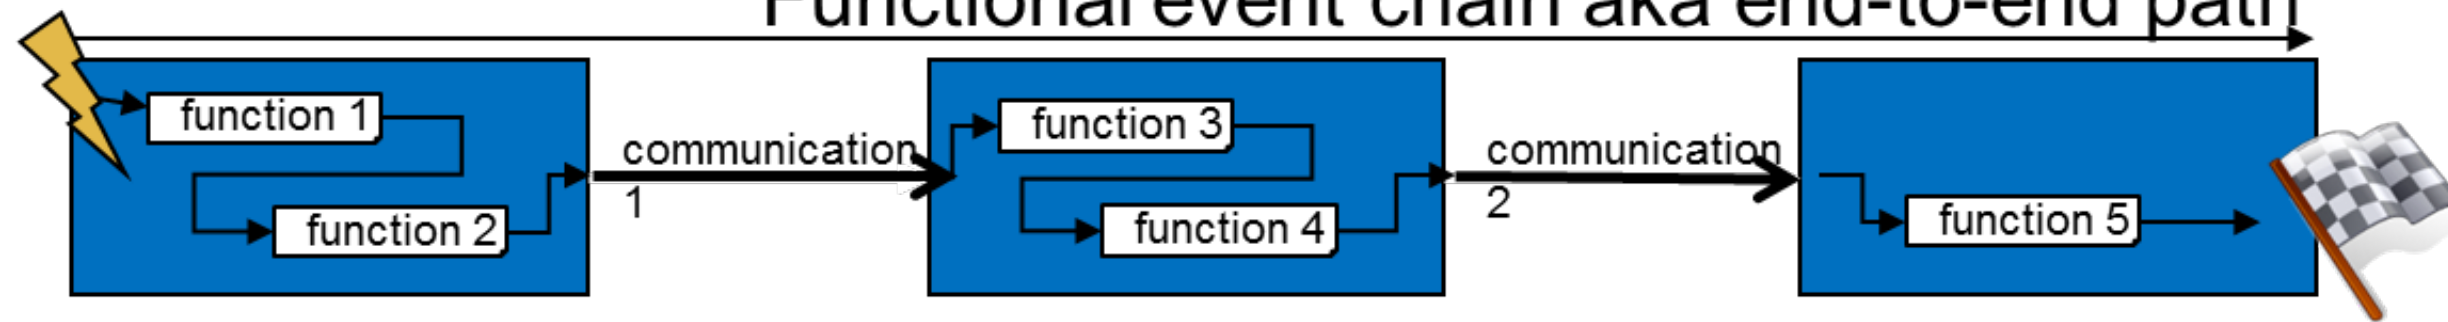 Functional event chain aka end-to-end path
function 1
function 2
communication
1
function 3
function 4
communication
2
function 5